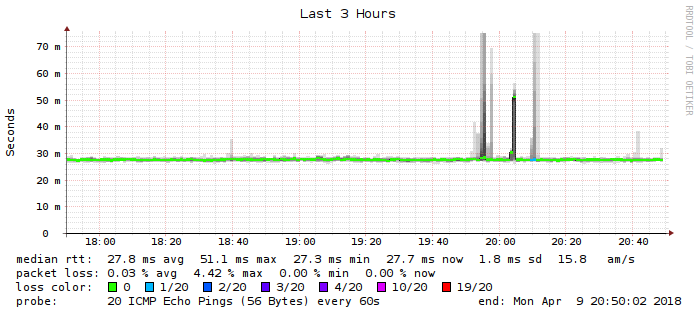 Last 3 Hours
RRDTOOL / TOBI OETIKER
Seconds
70 m
60 m
50 m
40 m
30 m
20 m
10 m
0
18:00 18:20 18:40 19:00 19:20 19:40 20:00 20:20 20:40
median rtt: 27.8 ms avg 51.1 ms max 27.3 ms min 27.7 ms now 1.8 ms sd 15.8 am/s
packet loss: 0.03 % avg 4.42 % max 0.00 % min 0.00 % now
loss color: 0 1/20 2/20 3/20 4/20 10/20 19/20
probe: 20 ICMP Echo Pings (56 Bytes) every 60s end: Mon Apr 9 20:50:02 2018